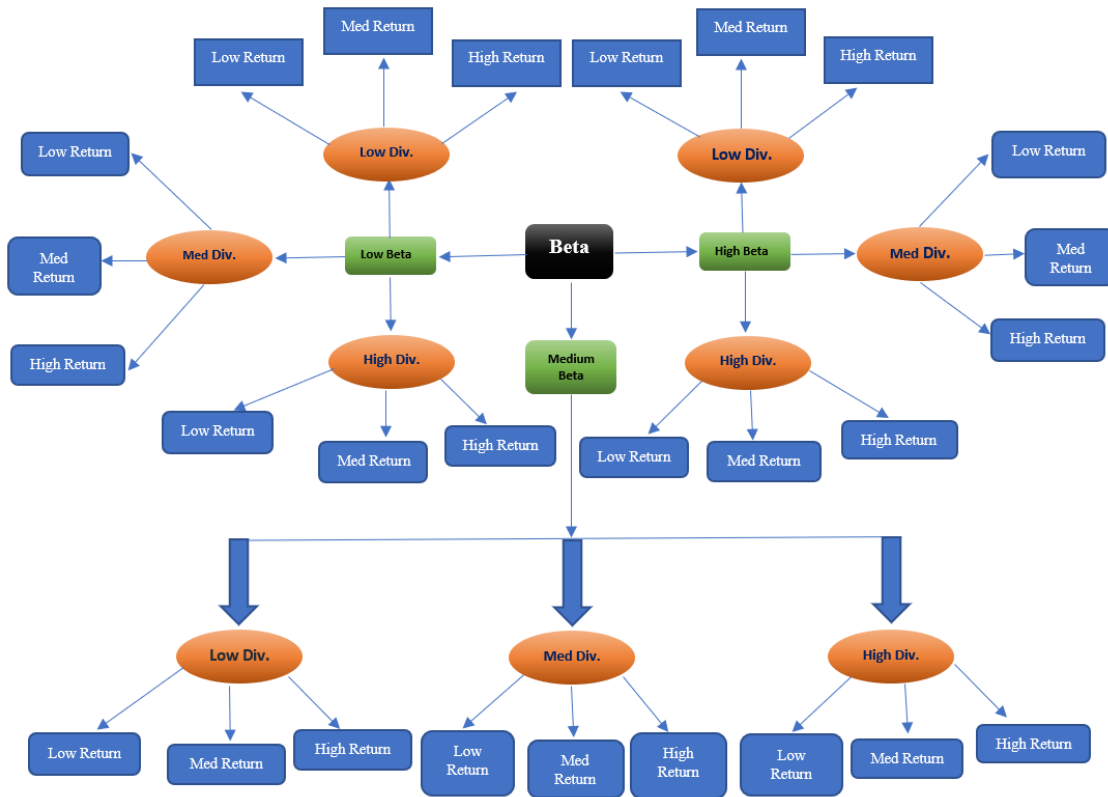 Med Return
Med Return
Low Return
High Return
Low Return
High Return
Low Div.
Low Div.
Low Return
Low Return
Med
Return
Med Div.
Low Beta
Beta
High Beta
Med Div.
Med
Return
High Return
High Div.
Medium
Beta
High Div.
High Return
Low Return
Med Return
High Return
Low Return
Med Return
High Return
Low Div.
Med Div.
High Div.
Low Return
Med Return
High Return
Low
Return
Med
Return
High
Return
Low
Return
Med Return
High Return